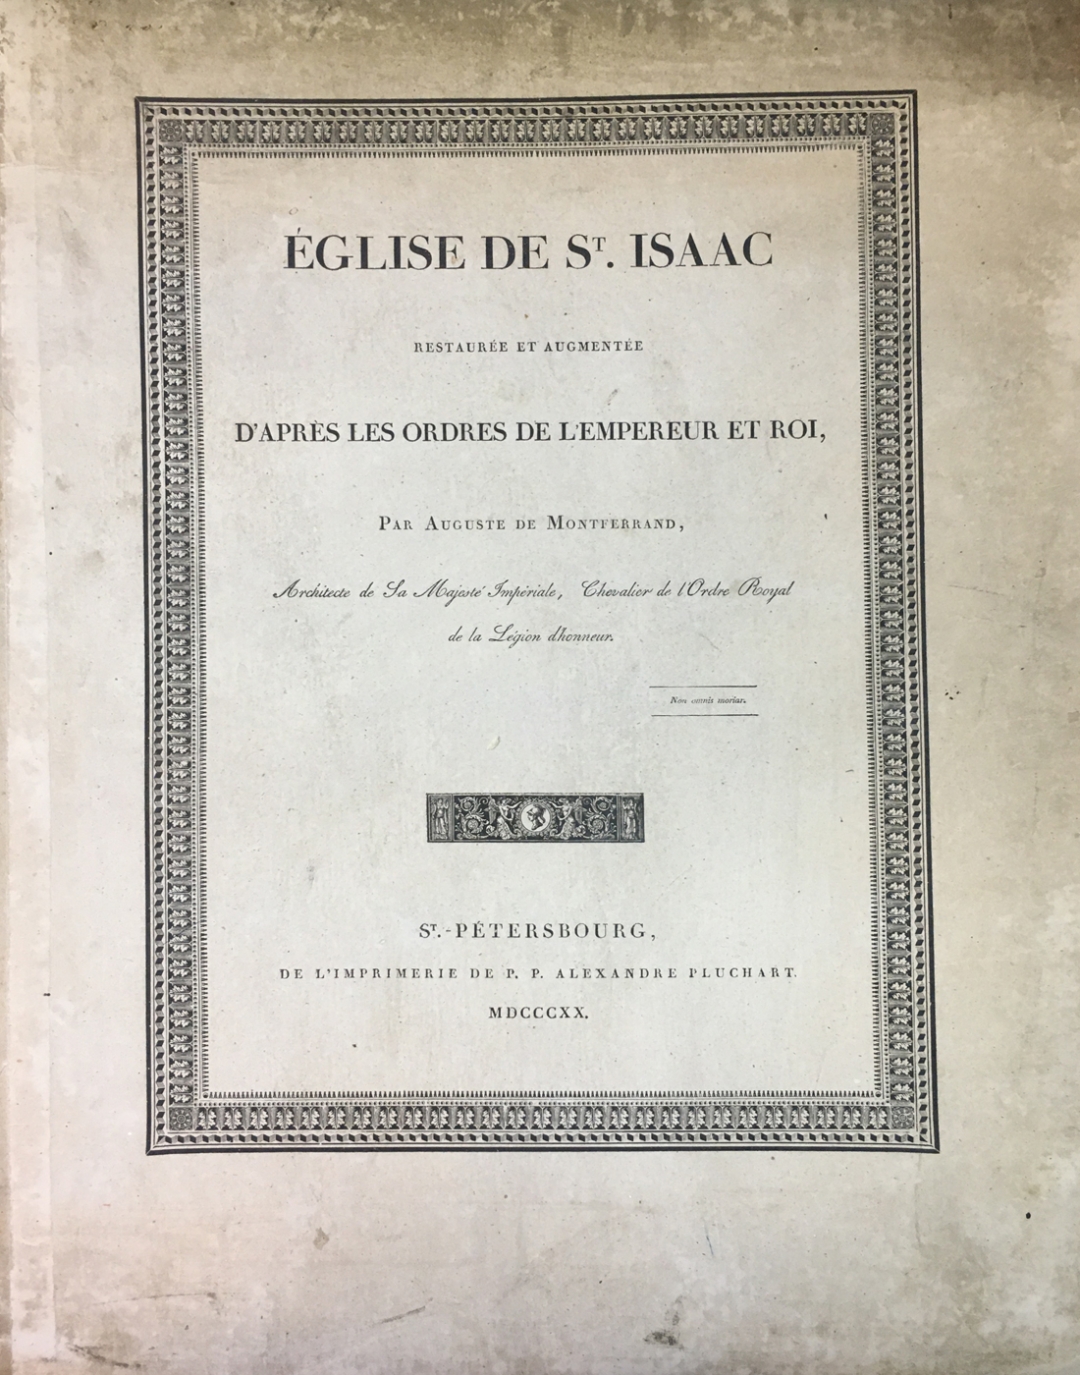 ÉGLISE DE ST. ISAAC
RESTAURÉE ET AUGMENTÉE
D'APRÈS LES ORDRES DE L'EMPEREUR ET ROI,
PAR AUGUSTE DE MONTFERRAND,
Architecte de Sa Majesté Impériale, Chevalier de l'Ordre Royal
de la Légion d'honneur.
Non omnis moriar.
ST.-PÉTERSBOURG,
DE L'IMPRIMERIE DE P. P. ALEXANDRE PLUCHART.
MDCCCXX.